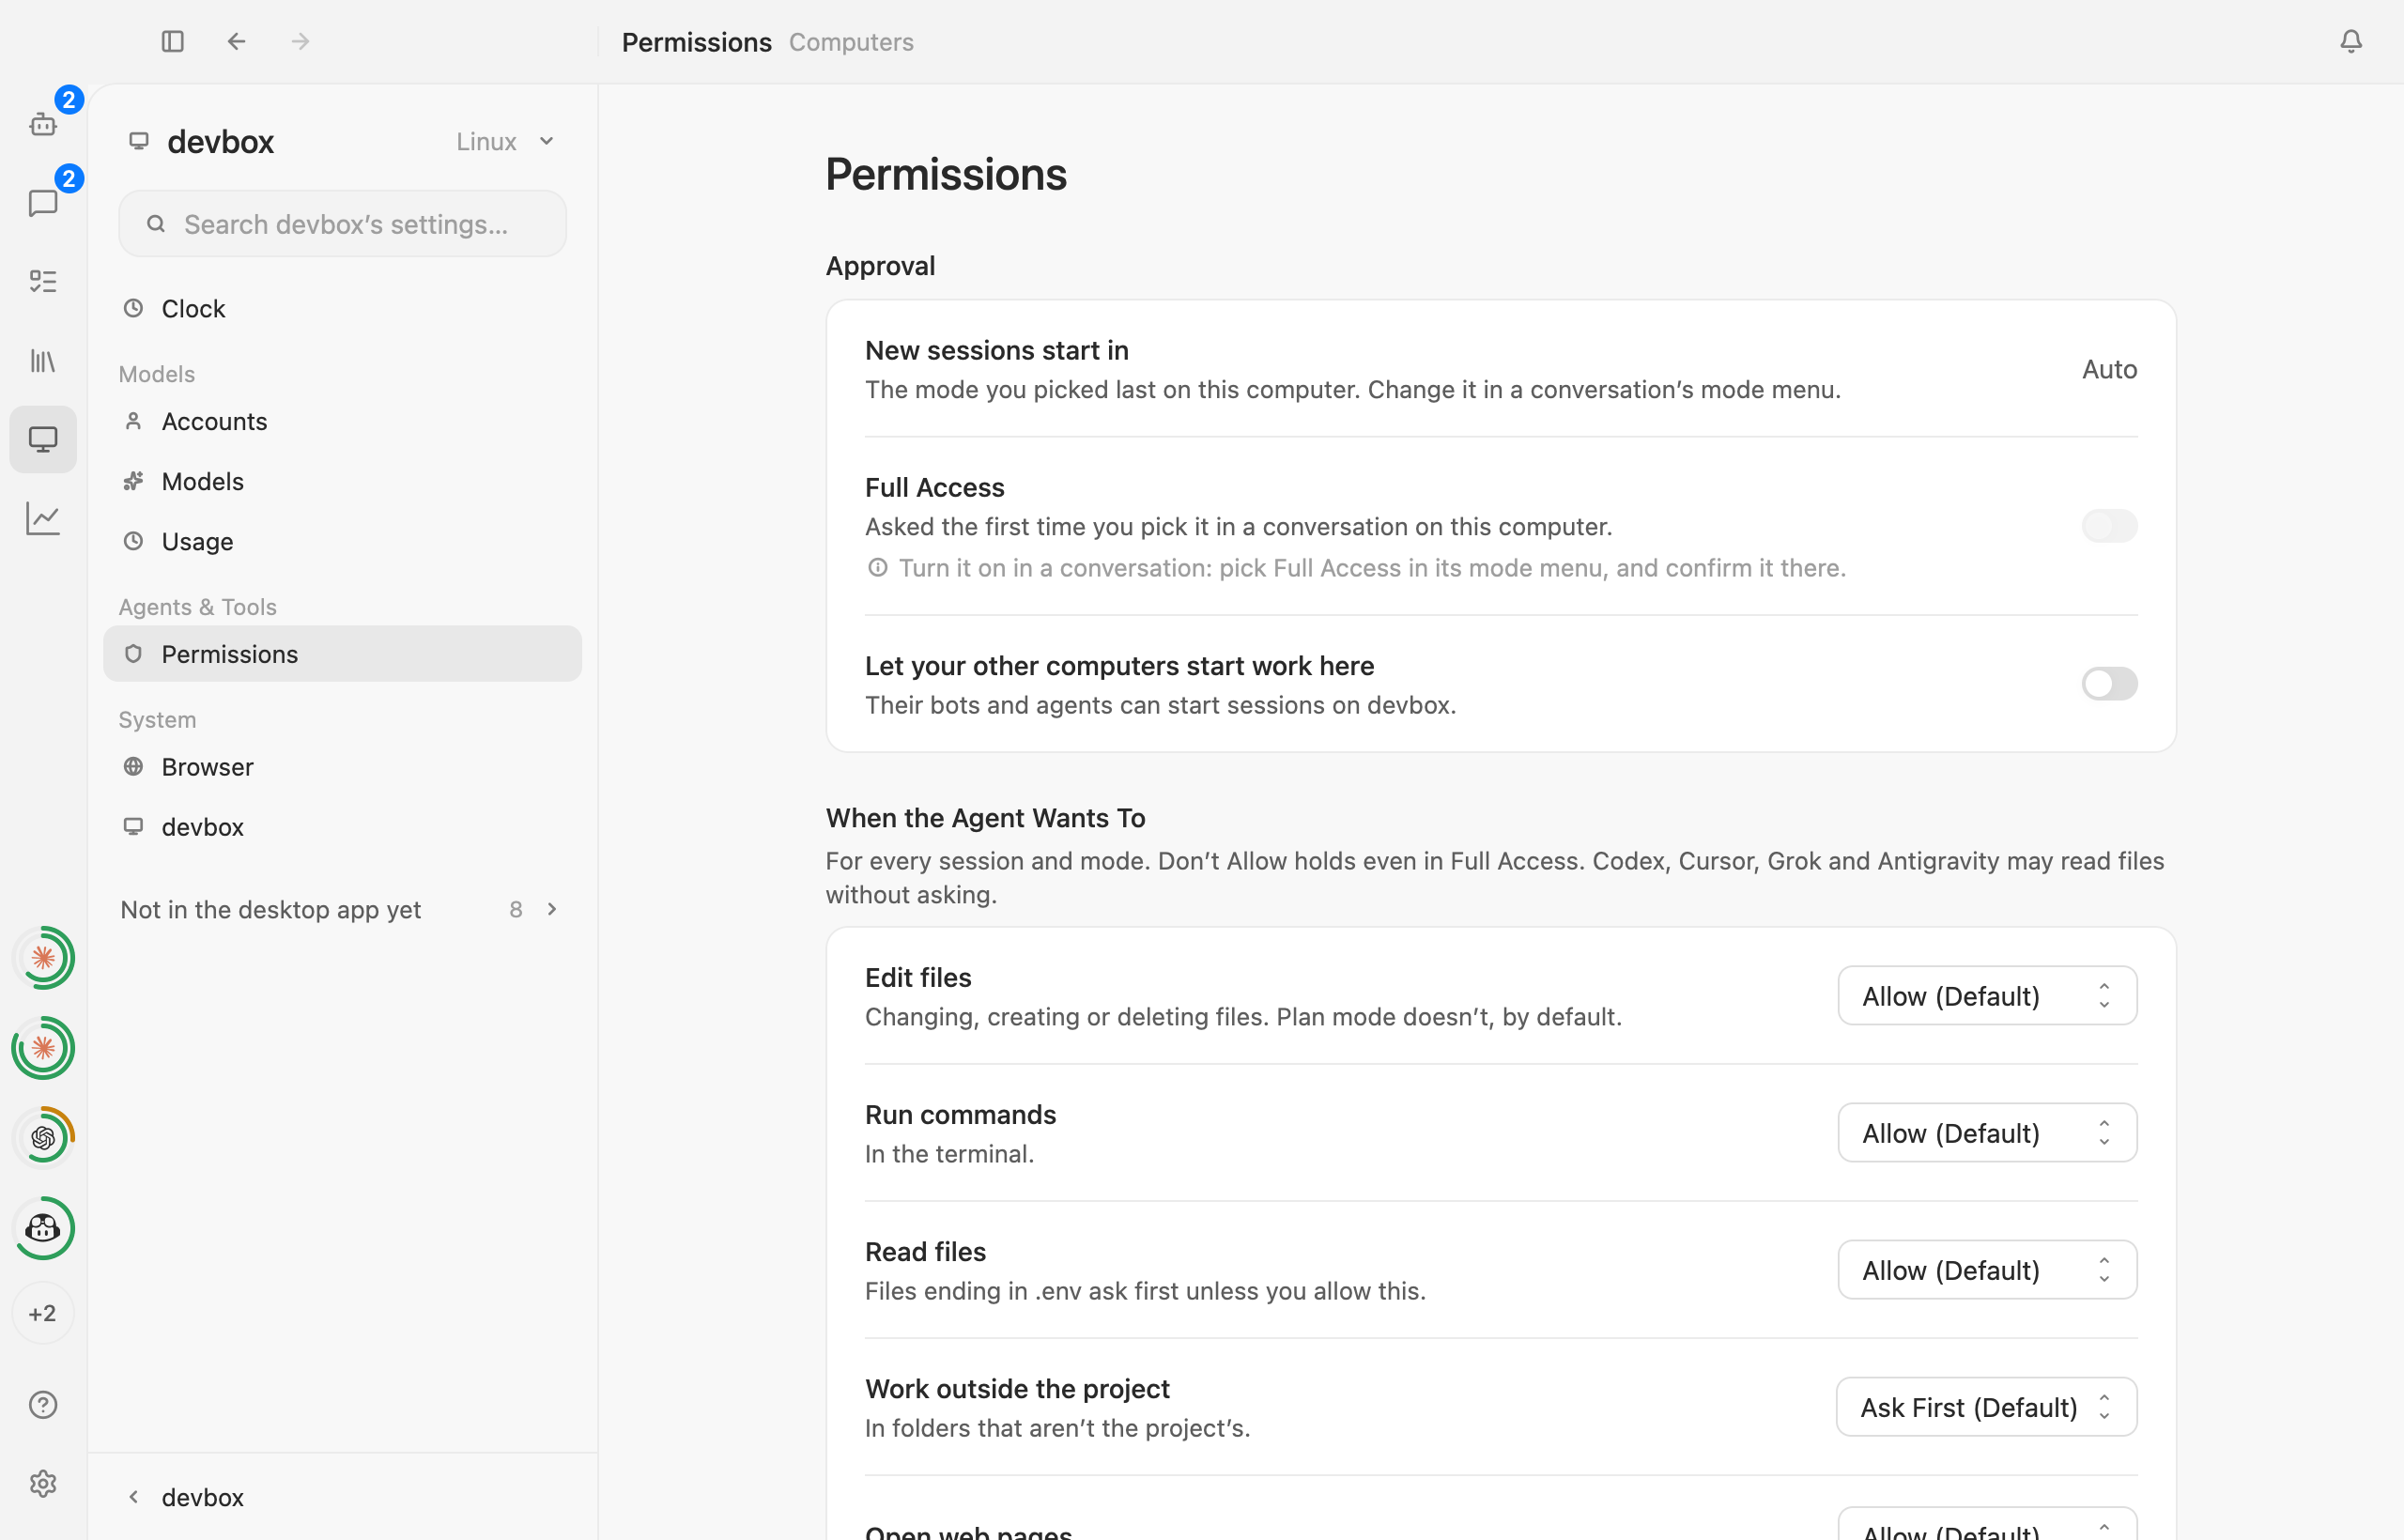 Permissions Computers
2
2
devbox Linux
Search devbox’s settings...
Clock
Models
Accounts
Models
Usage
Agents & Tools
Permissions
System
Browser
devbox
Not in the desktop app yet 8
+2
devbox
Permissions
Approval
New sessions start in
The mode you picked last on this computer. Change it in a conversation’s mode menu.
Auto
Full Access
Asked the first time you pick it in a conversation on this computer.
Turn it on in a conversation: pick Full Access in its mode menu, and confirm it there.
Let your other computers start work here
Their bots and agents can start sessions on devbox.
When the Agent Wants To
For every session and mode. Don’t Allow holds even in Full Access. Codex, Cursor, Grok and Antigravity may read files
without asking.
Edit files
Changing, creating or deleting files. Plan mode doesn’t, by default.
Allow (Default)
Run commands
In the terminal.
Allow (Default)
Read files
Files ending in .env ask first unless you allow this.
Allow (Default)
Work outside the project
In folders that aren’t the project’s.
Ask First (Default)
Open web pages
Allow (Default)